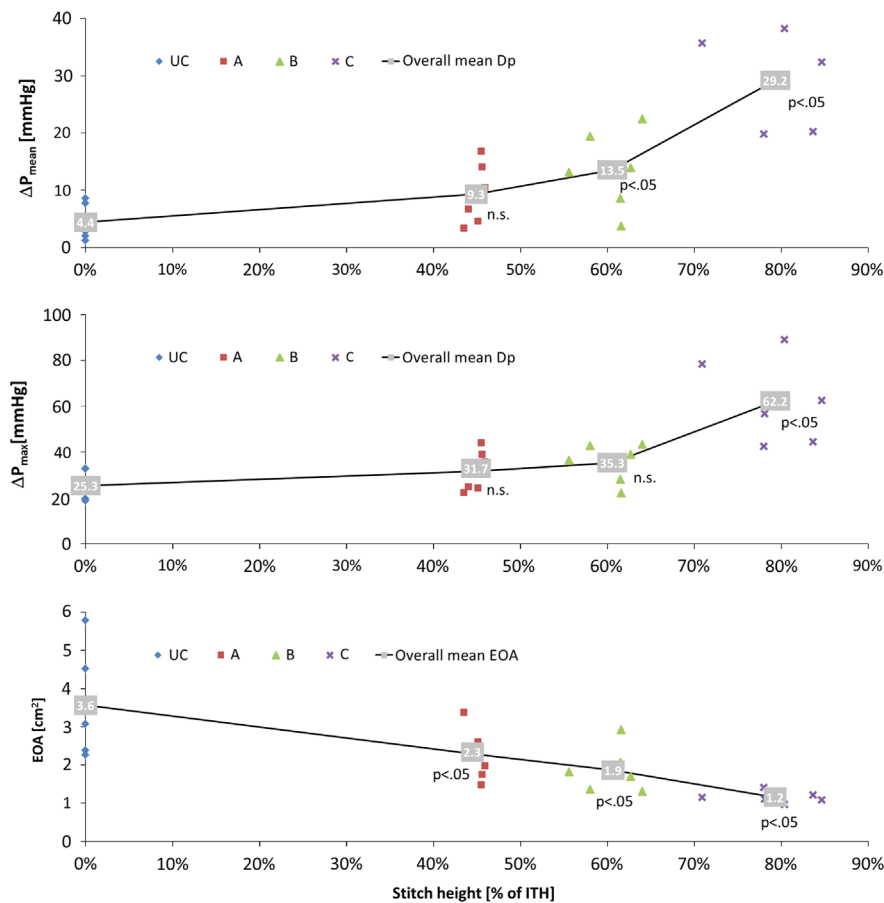 40
30
20
10
0
ΔPmean [mmHg]
UC A B C Overall mean Dp
4.4
9.3
n.s.
13.5
p<.05
29.2
p<.05
0% 10% 20% 30% 40% 50% 60% 70% 80% 90%
100
80
60
40
20
0
ΔPmax[mmHg]
UC A B C Overall mean Dp
25.3
31.7
n.s.
35.3
n.s.
62.2
p<.05
0% 10% 20% 30% 40% 50% 60% 70% 80% 90%
6
5
4
3
2
1
0
EOA [cm²]
UC A B C Overall mean EOA
3.6
2.3
p<.05
1.9
p<.05
1.2
p<.05
0% 10% 20% 30% 40% 50% 60% 70% 80% 90%
Stitch height [% of ITH]